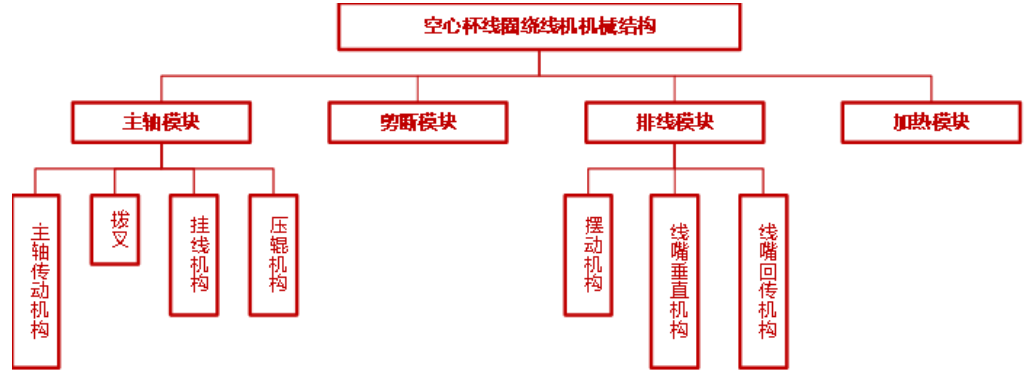 空心杯线圈绕线机机械结构
主轴模块
剪断模块
排线模块
加热模块
主轴传动机构
拨叉
挂线机构
压辊机构
摆动机构
线嘴垂直机构
线嘴回传机构